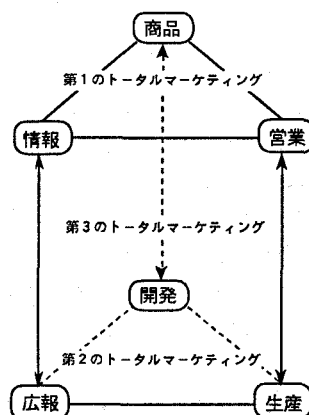 商品
第1のトータルマーケティング
情報
営業
第3のトータルマーケティング
開発
第2のトータルマーケティング
広報
生産